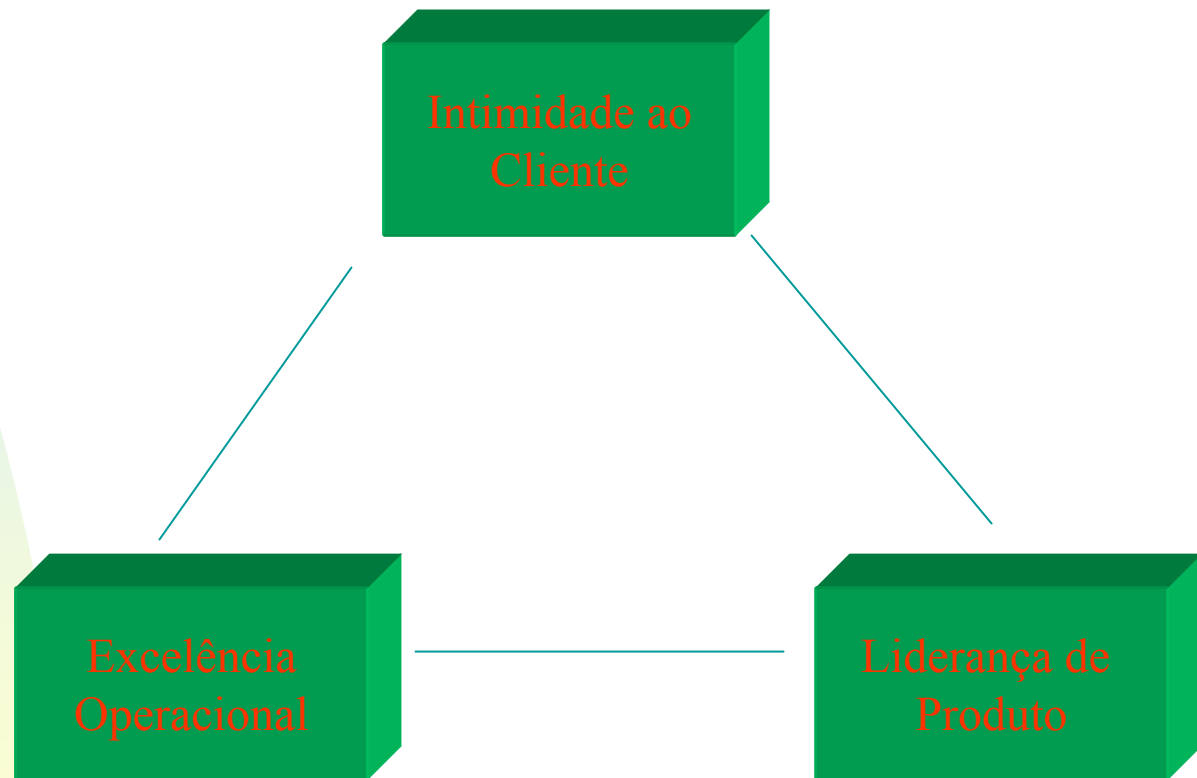 Intimidade ao
Cliente
Excelência
Operacional
Liderança de
Produto